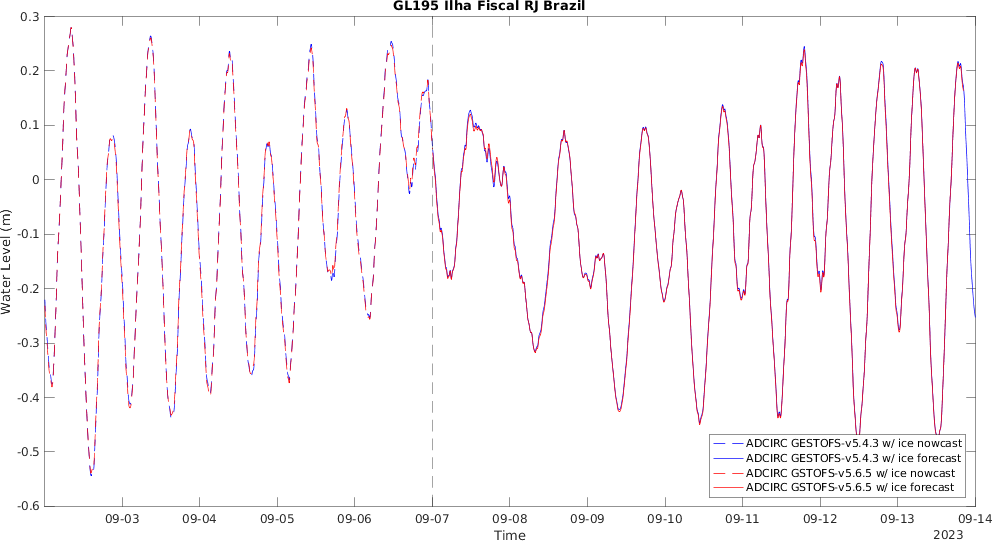 GL195 Ilha Fiscal RJ Brazil
0.3
0.2
0.1
0
-0.1
-0.2
-0.3
-0.4
-0.5
-0.6
Water Level (m)
ADCIRC GESTOFS-v5.4.3 w/ ice nowcast
ADCIRC GESTOFS-v5.4.3 w/ ice forecast
ADCIRC GSTOFS-v5.6.5 w/ ice nowcast
ADCIRC GSTOFS-v5.6.5 w/ ice forecast
09-03 09-04 09-05 09-06 09-07 09-08 09-09 09-10 09-11 09-12 09-13 09-14
Time
2023